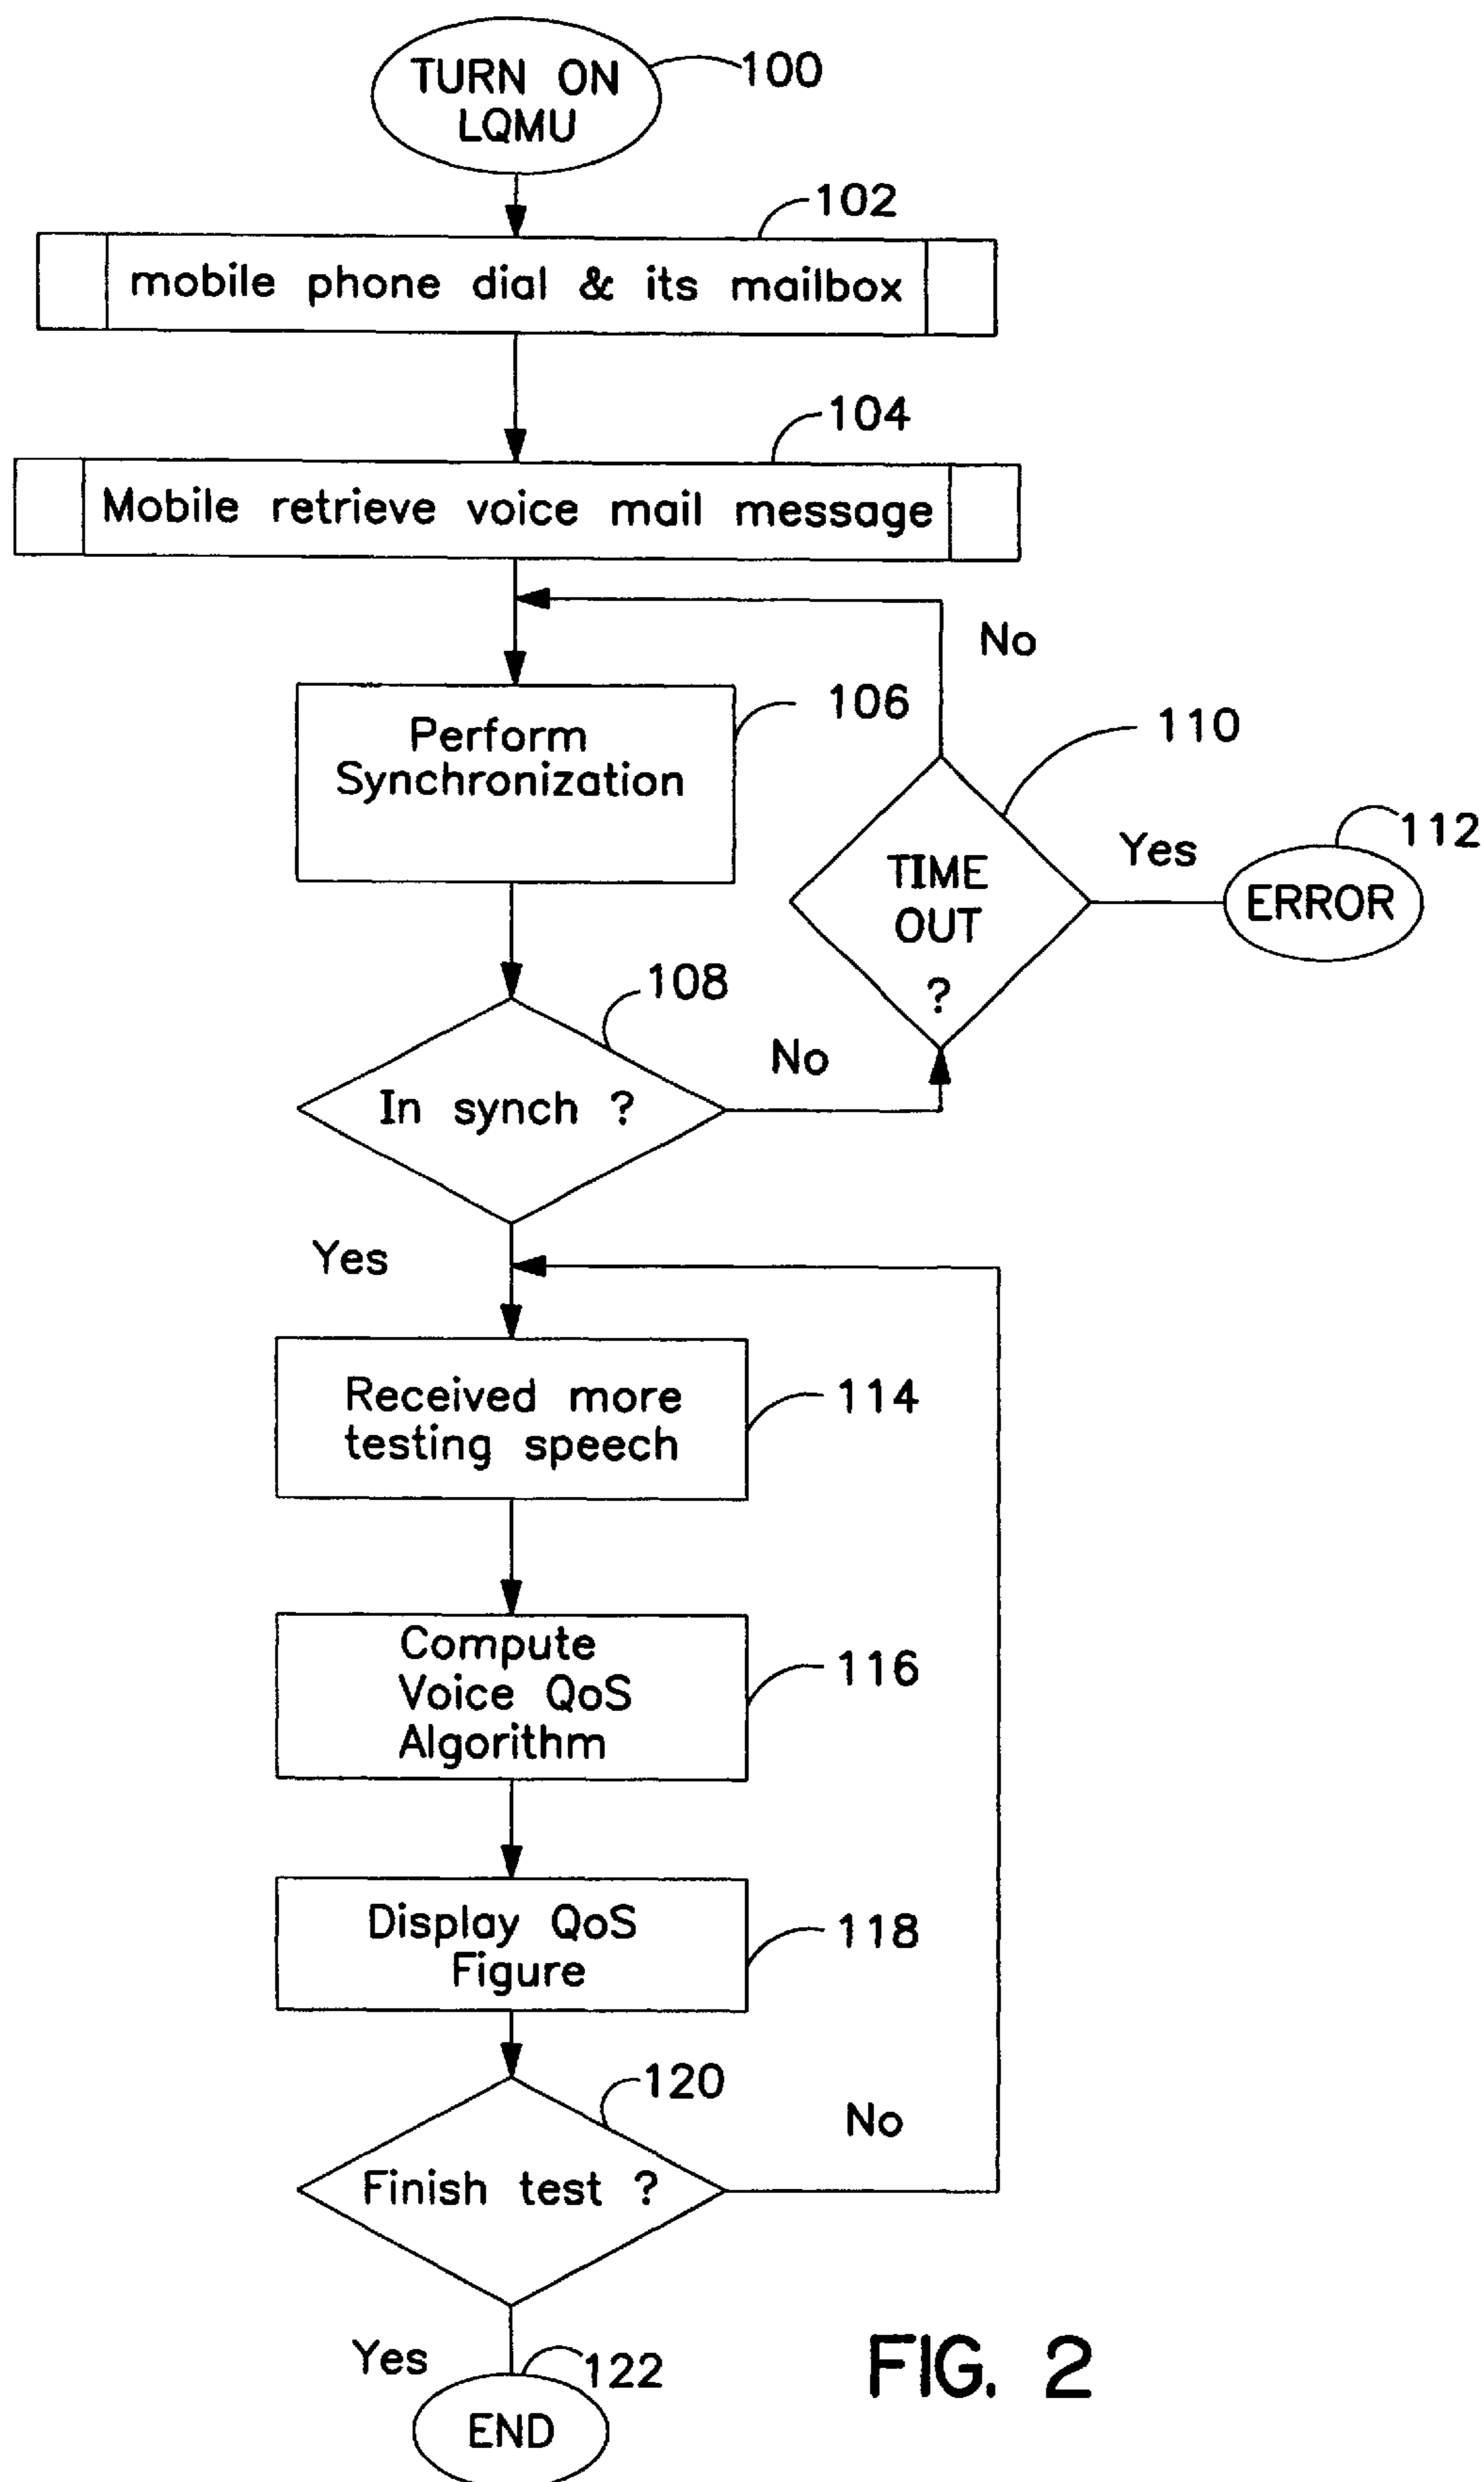 TURN ON
LQMU
100
102
mobile phone dial & its mailbox
104
Mobile retrieve voice mail message
No
106
Perform
Synchronization
110
112
Yes
TIME
OUT
?
ERROR
108
No
In synch ?
Yes
Received more
testing speech
114
Compute
Voice QoS
Algorithm
116
Display QoS
Figure
118
120
No
Finish test ?
Yes
122
END
FIG. 2